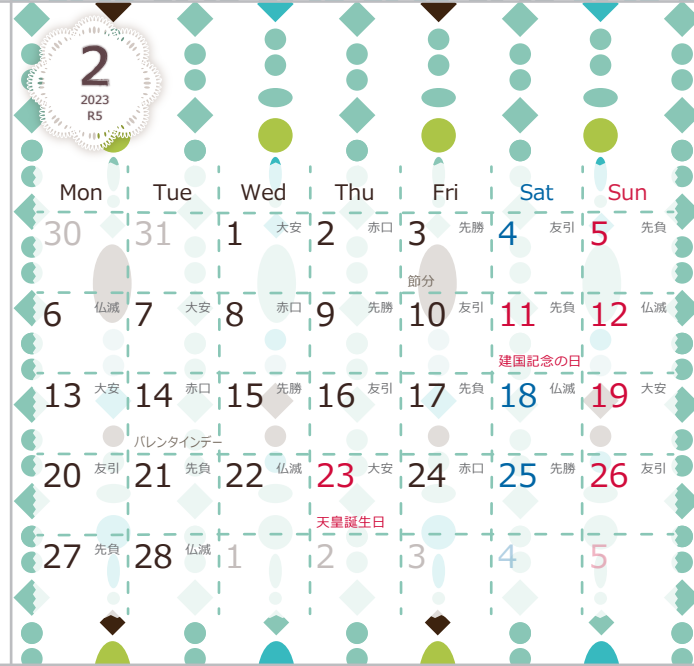 2
2023
R5
Mon Tue Wed Thu Fri Sat Sun
30 31 1 大安 2 赤口 3 先勝 4 友引 5 先負
節分
6 仏滅 7 大安 8 赤口 9 先勝 10 友引 11 先負 12 仏滅
建国記念の日
13 大安 14 赤口 15 先勝 16 友引 17 先負 18 仏滅 19 大安
バレンタインデー
20 友引 21 先負 22 仏滅 23 大安 24 赤口 25 先勝 26 友引
天皇誕生日
27 先負 28 仏滅 1 2 3 4 5